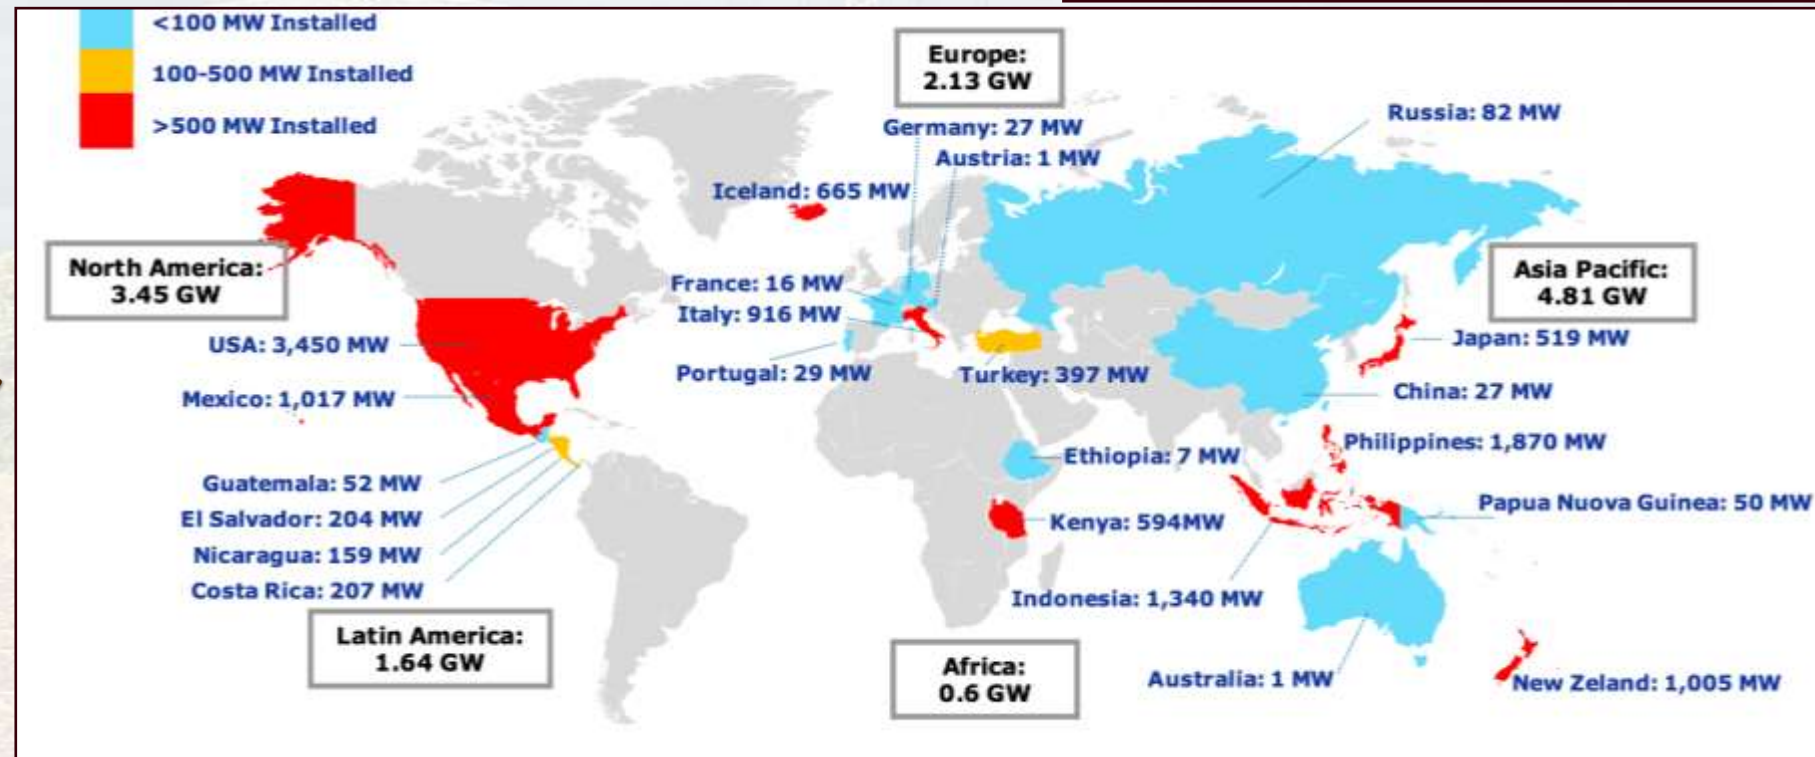 <100 MW Installed
100-500 MW Installed
>500 MW Installed
Europe:
2.13 GW
Germany: 27 MW
Austria: 1 MW
Iceland: 665 MW
Russia: 82 MW
North America:
3.45 GW
Asia Pacific:
4.81 GW
France: 16 MW
Italy: 916 MW
Portugal: 29 MW
Turkey: 397 MW
USA: 3,450 MW
Mexico: 1,017 MW
Japan: 519 MW
China: 27 MW
Philippines: 1,870 MW
Ethiopia: 7 MW
Papua Nuova Guinea: 50 MW
Kenya: 594MW
Guatemala: 52 MW
El Salvador: 204 MW
Nicaragua: 159 MW
Costa Rica: 207 MW
Indonesia: 1,340 MW
Latin America:
1.64 GW
Africa:
0.6 GW
Australia: 1 MW
New Zeland: 1,005 MW